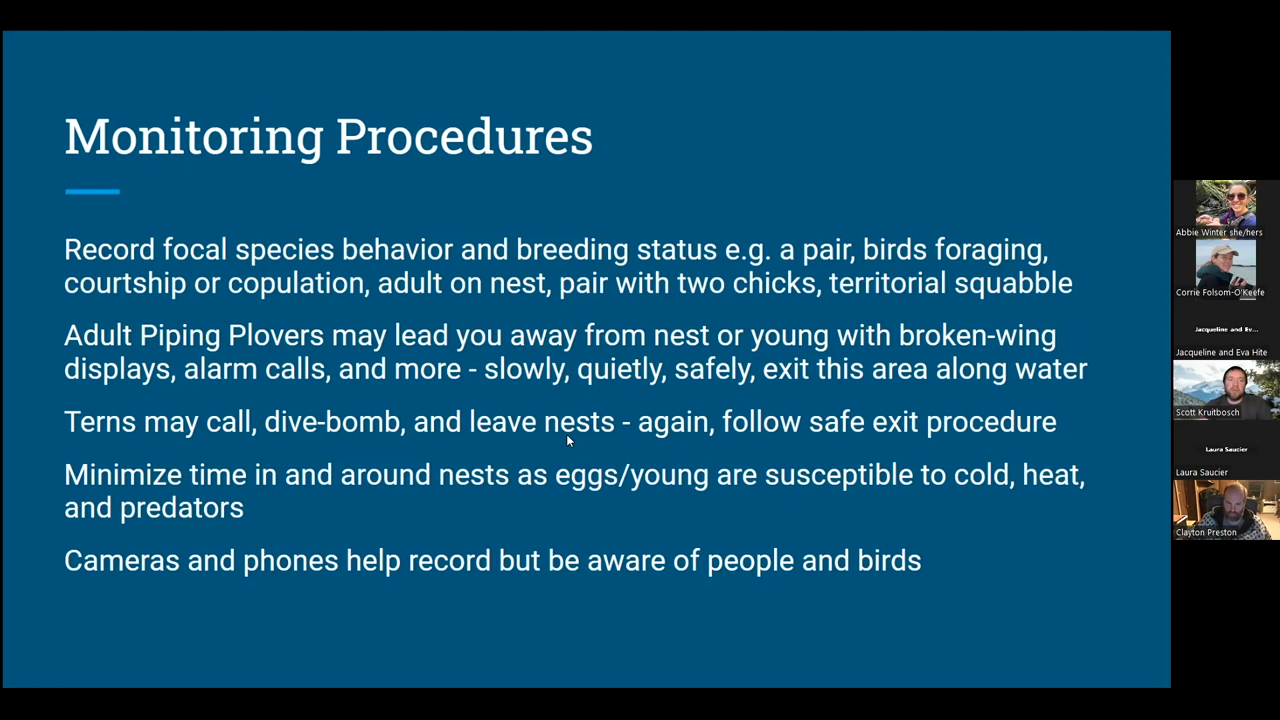 Monitoring Procedures
Record focal species behavior and breeding status e.g. a pair, birds foraging,
courtship or copulation, adult on nest, pair with two chicks, territorial squabble
Adult Piping Plovers may lead you away from nest or young with broken-wing
displays, alarm calls, and more - slowly, quietly, safely, exit this area along water
Terns may call, dive-bomb, and leave nests - again, follow safe exit procedure
Minimize time in and around nests as eggs/young are susceptible to cold, heat,
and predators
Cameras and phones help record but be aware of people and birds
Abbie Winter she/hers
Corrie Folsom-O'Keefe
Jacqueline and Ev...
Jacqueline and Eva Hite
Scott Kruitbosch
Laura Saucier
Laura Saucier
Clayton Preston